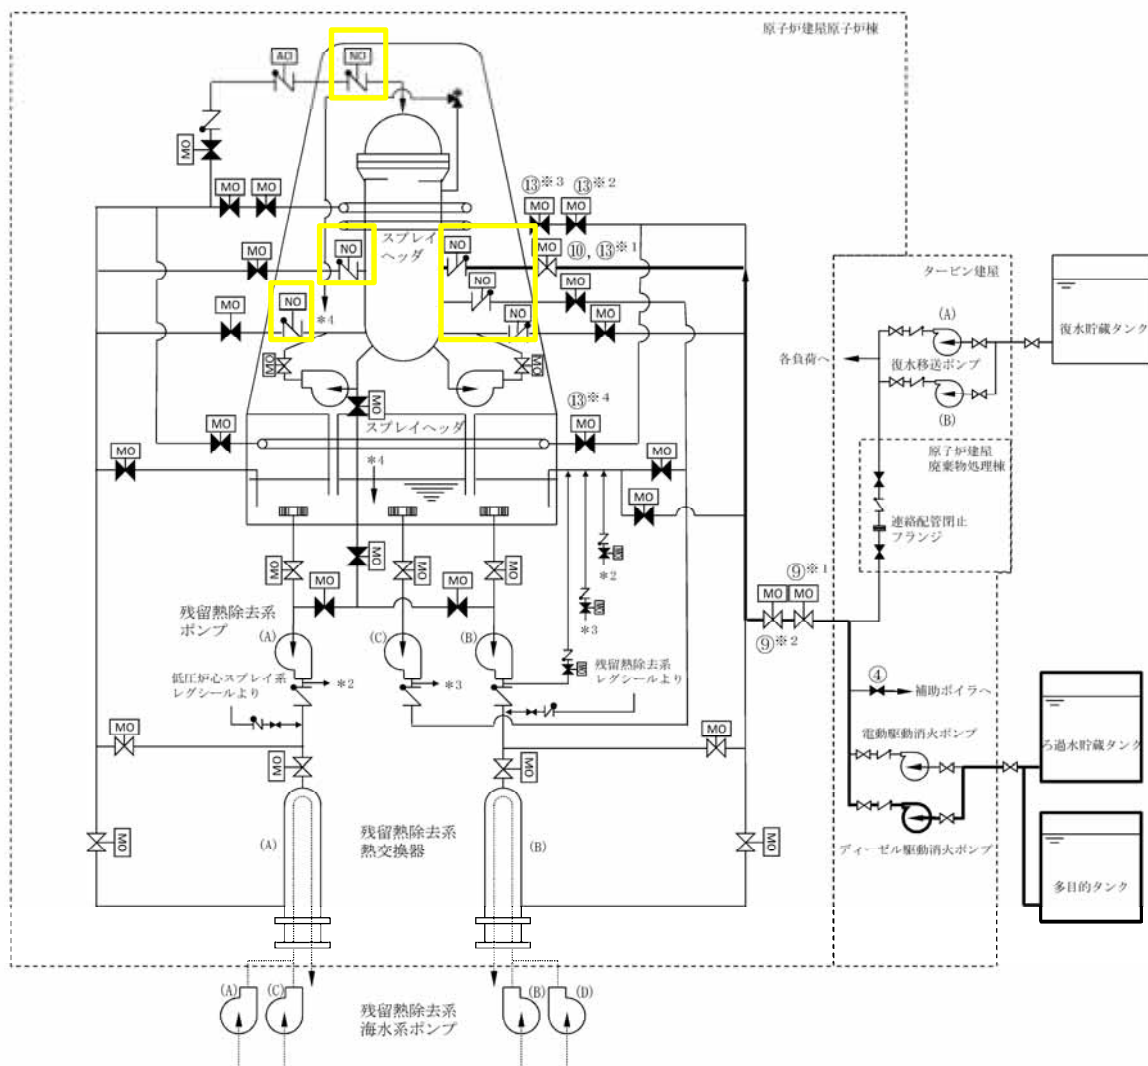 原子炉建屋原子炉棟
AO
NO
MO
MO
MO
⑬※3
⑬※2
MO
MO
スプレイ
ヘッダ
NO
NO
MO
⑩,⑬※1
MO
タービン建屋
NO
MO
NO
MO
NO
MO
*4
(A)
復水貯蔵タンク
各負荷へ
復水移送ポンプ
MO
MO
(B)
MO
⑬※4
スプレイヘッダ
MO
MO
原子炉建屋
廃棄物処理棟
MO
*4
MO
MO
連絡配管閉止
フランジ
MO
MO
MO
MO
*2
⑨※1
MO
MO
MO
MO
*3
⑨※2
残留熱除去系
ポンプ
(A)
(C)
(B)
低圧炉心スプレイ系
レグシールより
*2
*3
残留熱除去系
レグシールより
④
補助ボイラへ
MO
MO
電動駆動消火ポンプ
ろ過水貯蔵タンク
MO
MO
残留熱除去系
熱交換器
(A)
(B)
MO
MO
ディーゼル駆動消火ポンプ
多目的タンク
(A)
(C)
(B)
(D)
残留熱除去系
海水系ポンプ